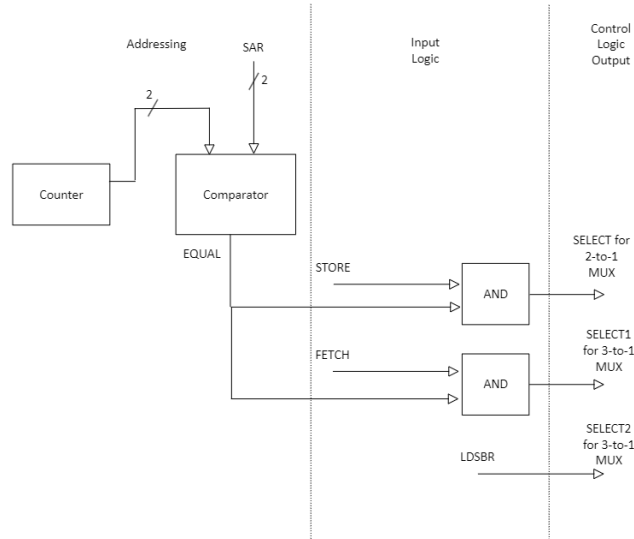 Addressing
SAR
Input
Logic
Control
Logic
Output
2
2
Counter
Comparator
EQUAL
STORE
AND
SELECT for
2-to-1
MUX
FETCH
AND
SELECT1
for 3-to-1
MUX
LDSBR
SELECT2
for 3-to-1
MUX